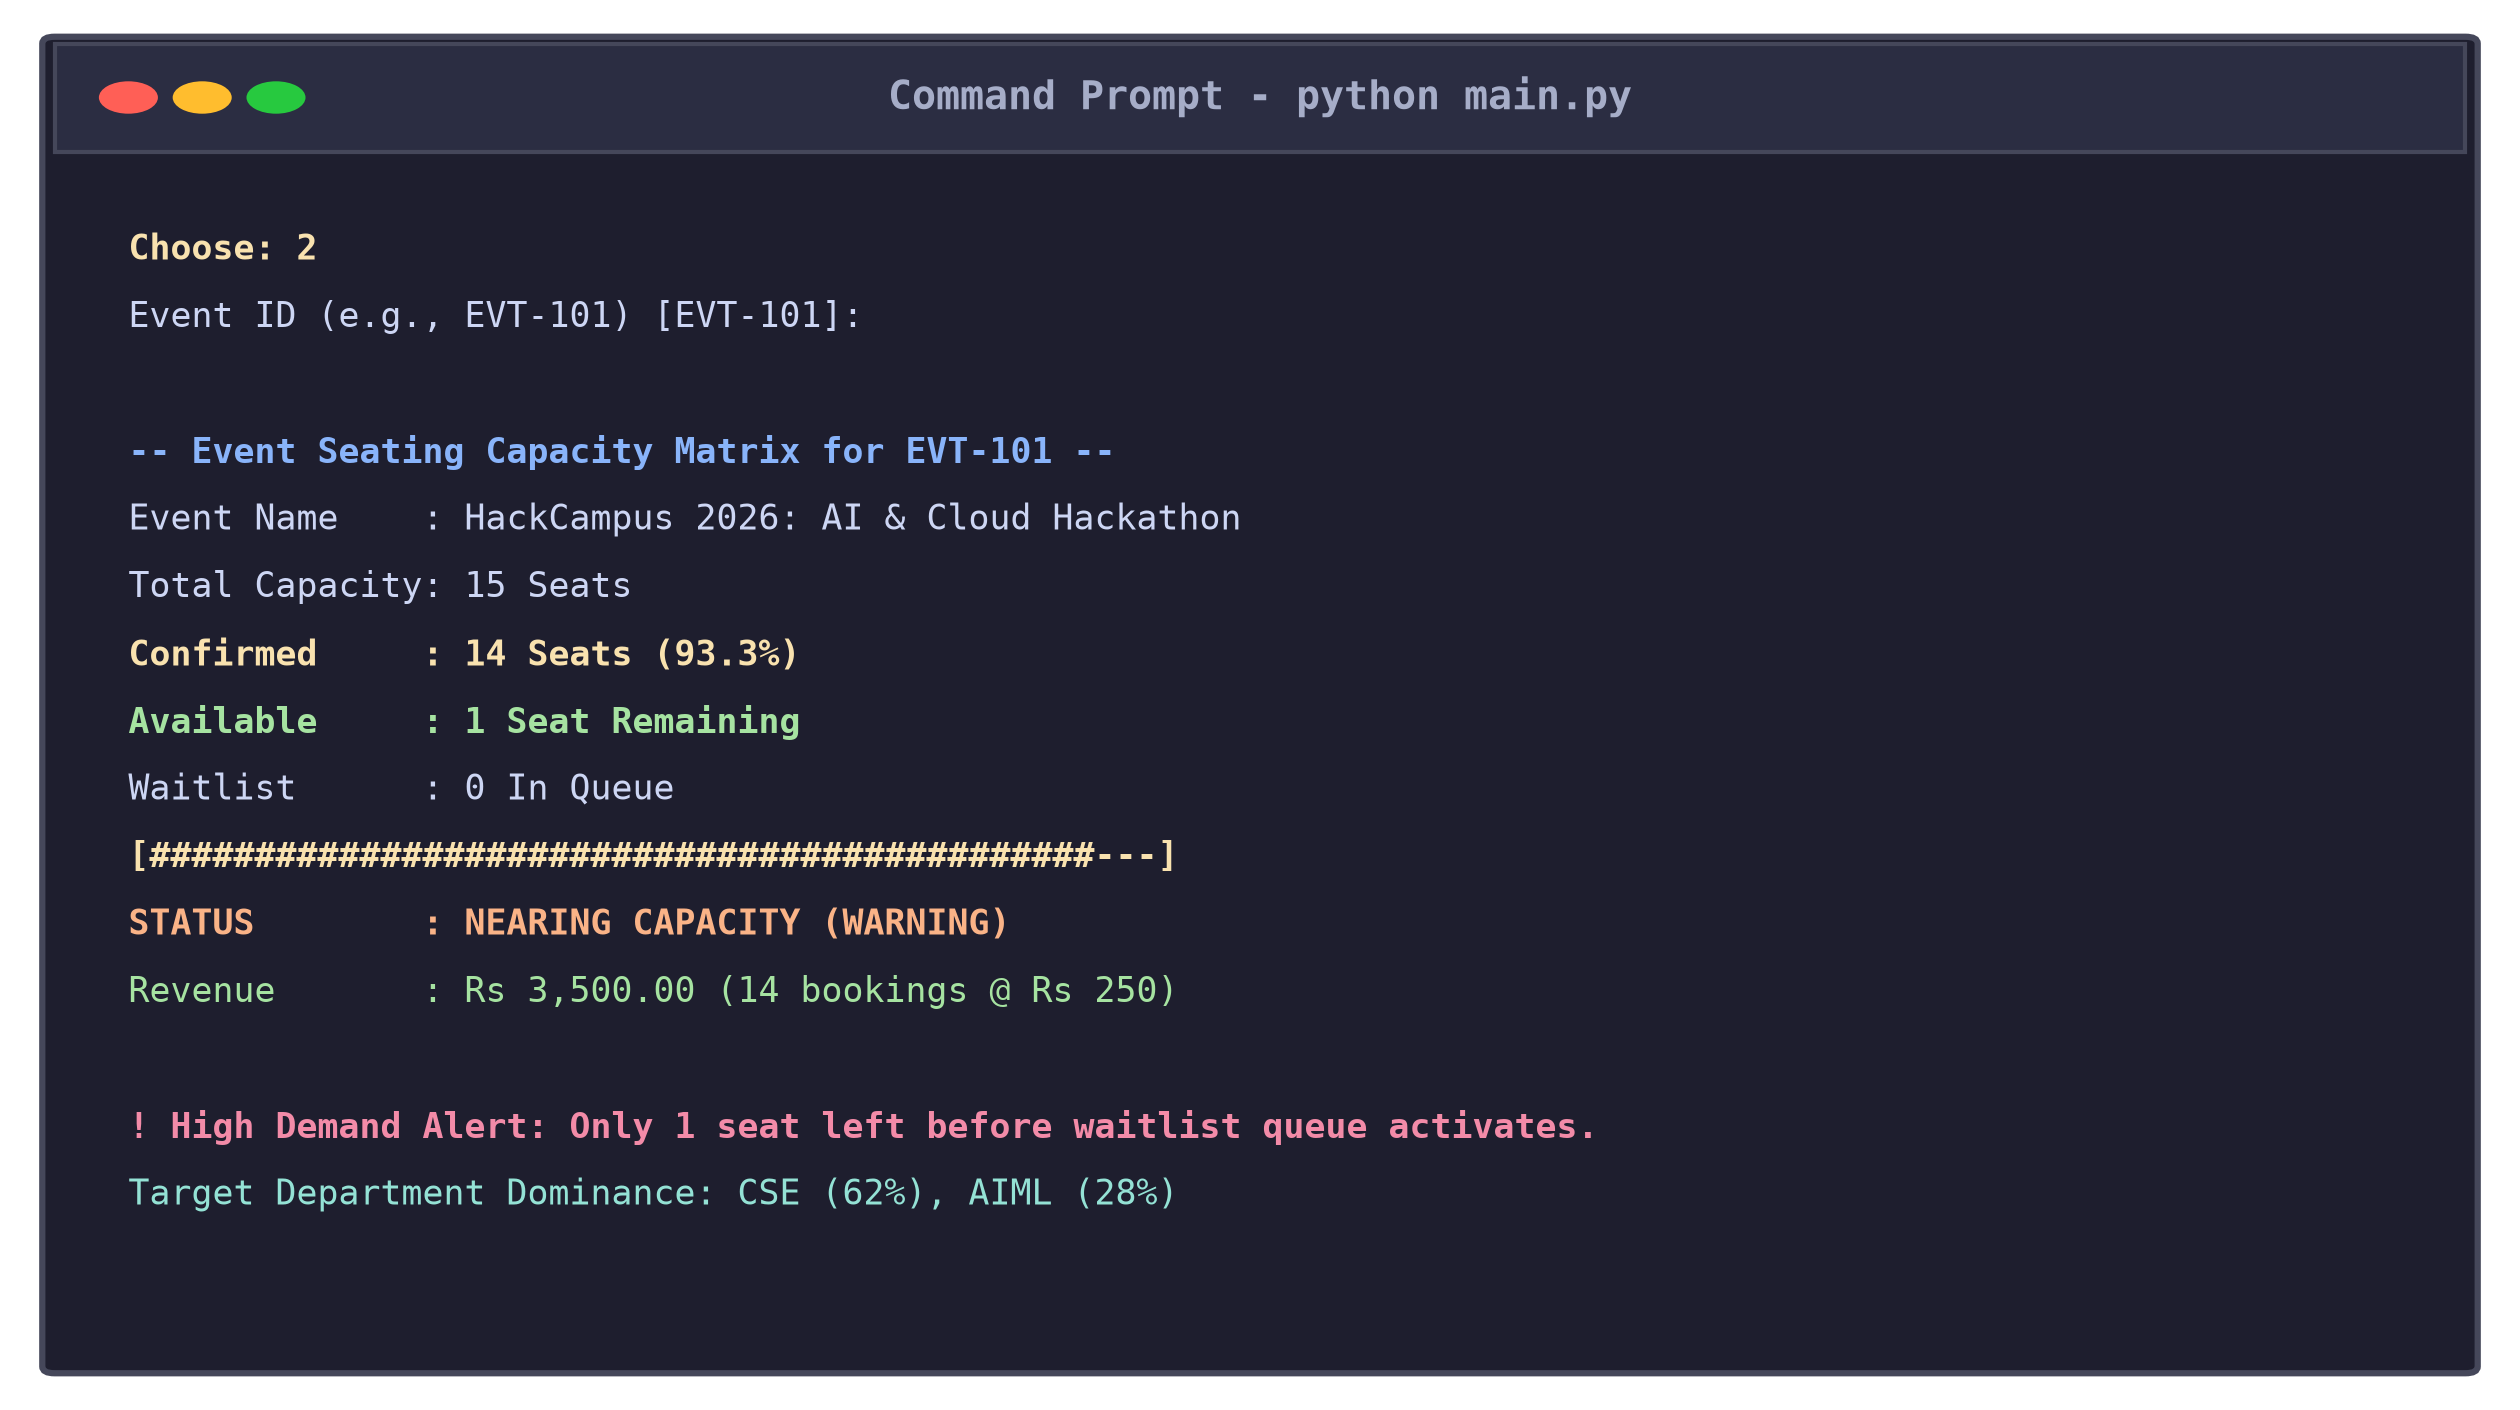 Command Prompt - python main.py
Choose: 2
Event ID (e.g., EVT-101) [EVT-101]:
-- Event Seating Capacity Matrix for EVT-101 --
Event Name    : HackCampus 2026: AI & Cloud Hackathon
Total Capacity: 15 Seats
Confirmed     : 14 Seats (93.3%)
Available     : 1 Seat Remaining
Waitlist      : 0 In Queue
[#############################################---]
STATUS        : NEARING CAPACITY (WARNING)
Revenue       : Rs 3,500.00 (14 bookings @ Rs 250)
! High Demand Alert: Only 1 seat left before waitlist queue activates.
Target Department Dominance: CSE (62%), AIML (28%)